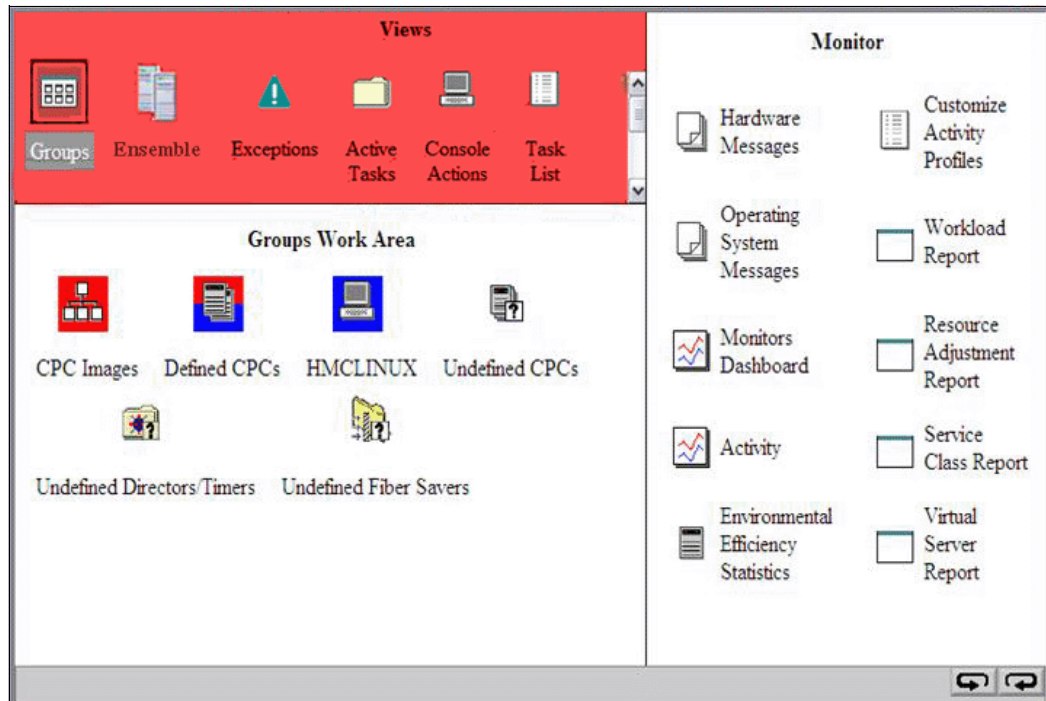 Views
Groups
Ensemble
Exceptions
Active
Tasks
Console
Actions
Task
List
Groups Work Area
CPC Images
Defined CPCs
HMCLINUX
Undefined CPCs
Undefined Directors/Timers
Undefined Fiber Savers
Monitor
Hardware
Messages
Customize
Activity
Profiles
Operating
System
Messages
Workload
Report
Monitors
Dashboard
Resource
Adjustment
Report
Activity
Service
Class Report
Environmental
Efficiency
Statistics
Virtual
Server
Report